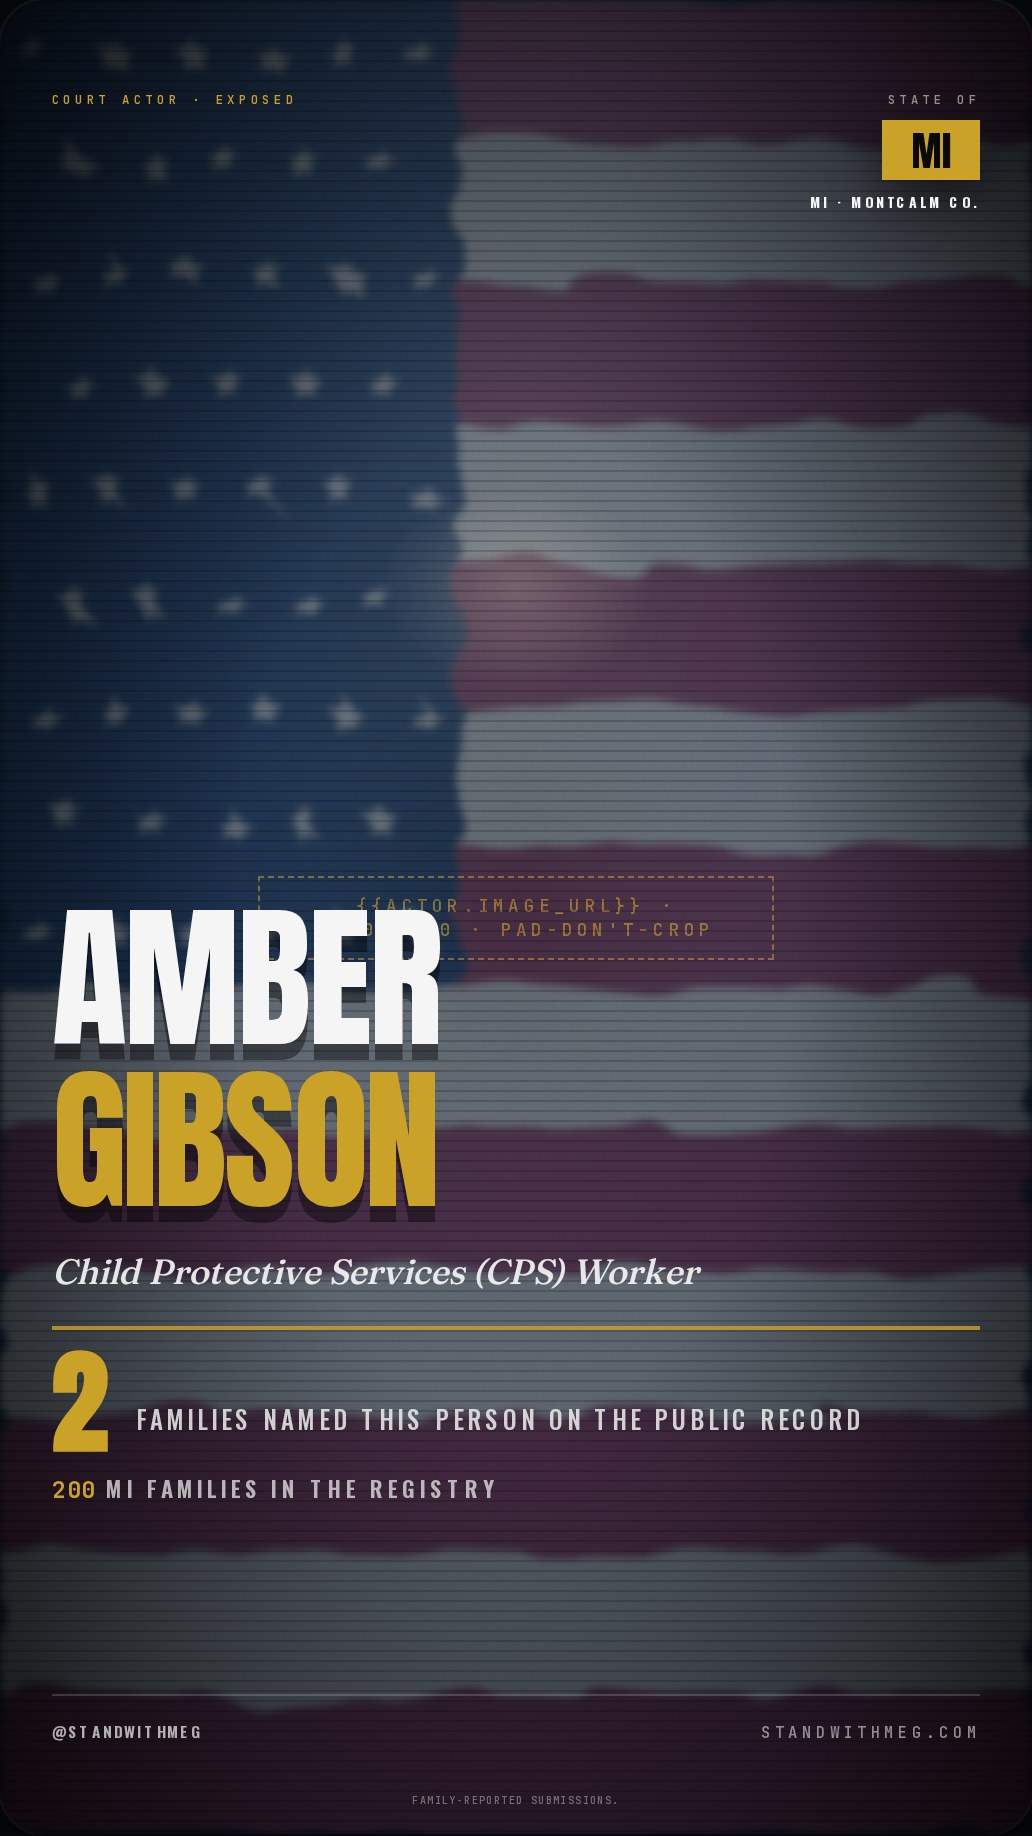 COURT ACTOR · EXPOSED
STATE OF
MI
MI · MONTCALM CO.
{{ACTOR.IMAGE_URL}} ·
· PAD-DON'T-CROP
AMBER
GIBSON
Child Protective Services (CPS) Worker
2 FAMILIES NAMED THIS PERSON ON THE PUBLIC RECORD
200 MI FAMILIES IN THE REGISTRY
@STANDWITHMEG
STANDWITHMEG.COM
FAMILY-REPORTED SUBMISSIONS.